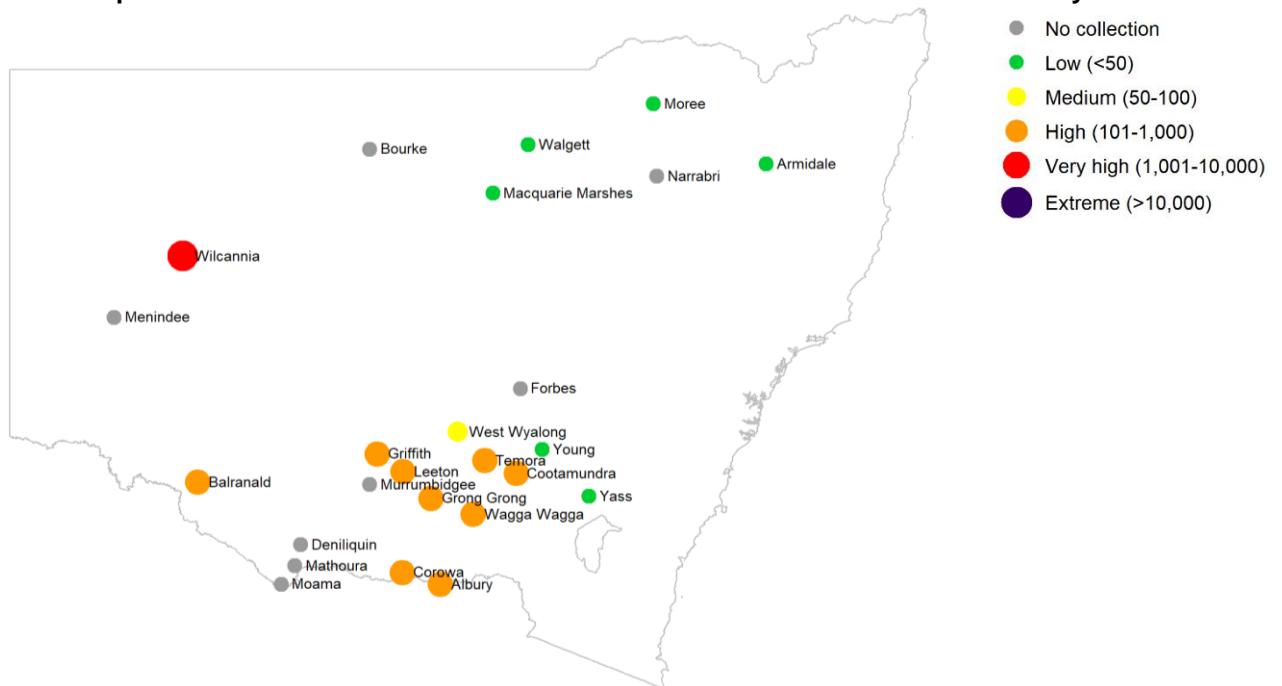 No collection
Low (<50)
Medium (50-100)
High (101-1,000)
Very high (1,001-10,000)
Extreme (>10,000)
Moree
Walgett
Bourke
Armidale
Narrabri
Macquarie Marshes
Wilcannia
Menindee
Forbes
West Wyalong
Young
Griffith
Temora
Leeton
Cootamundra
Balranald
Murrumbidgee
Grong Grong
Yass
Wagga Wagga
Deniliquin
Mathoura
Corowa
Moama
Albury